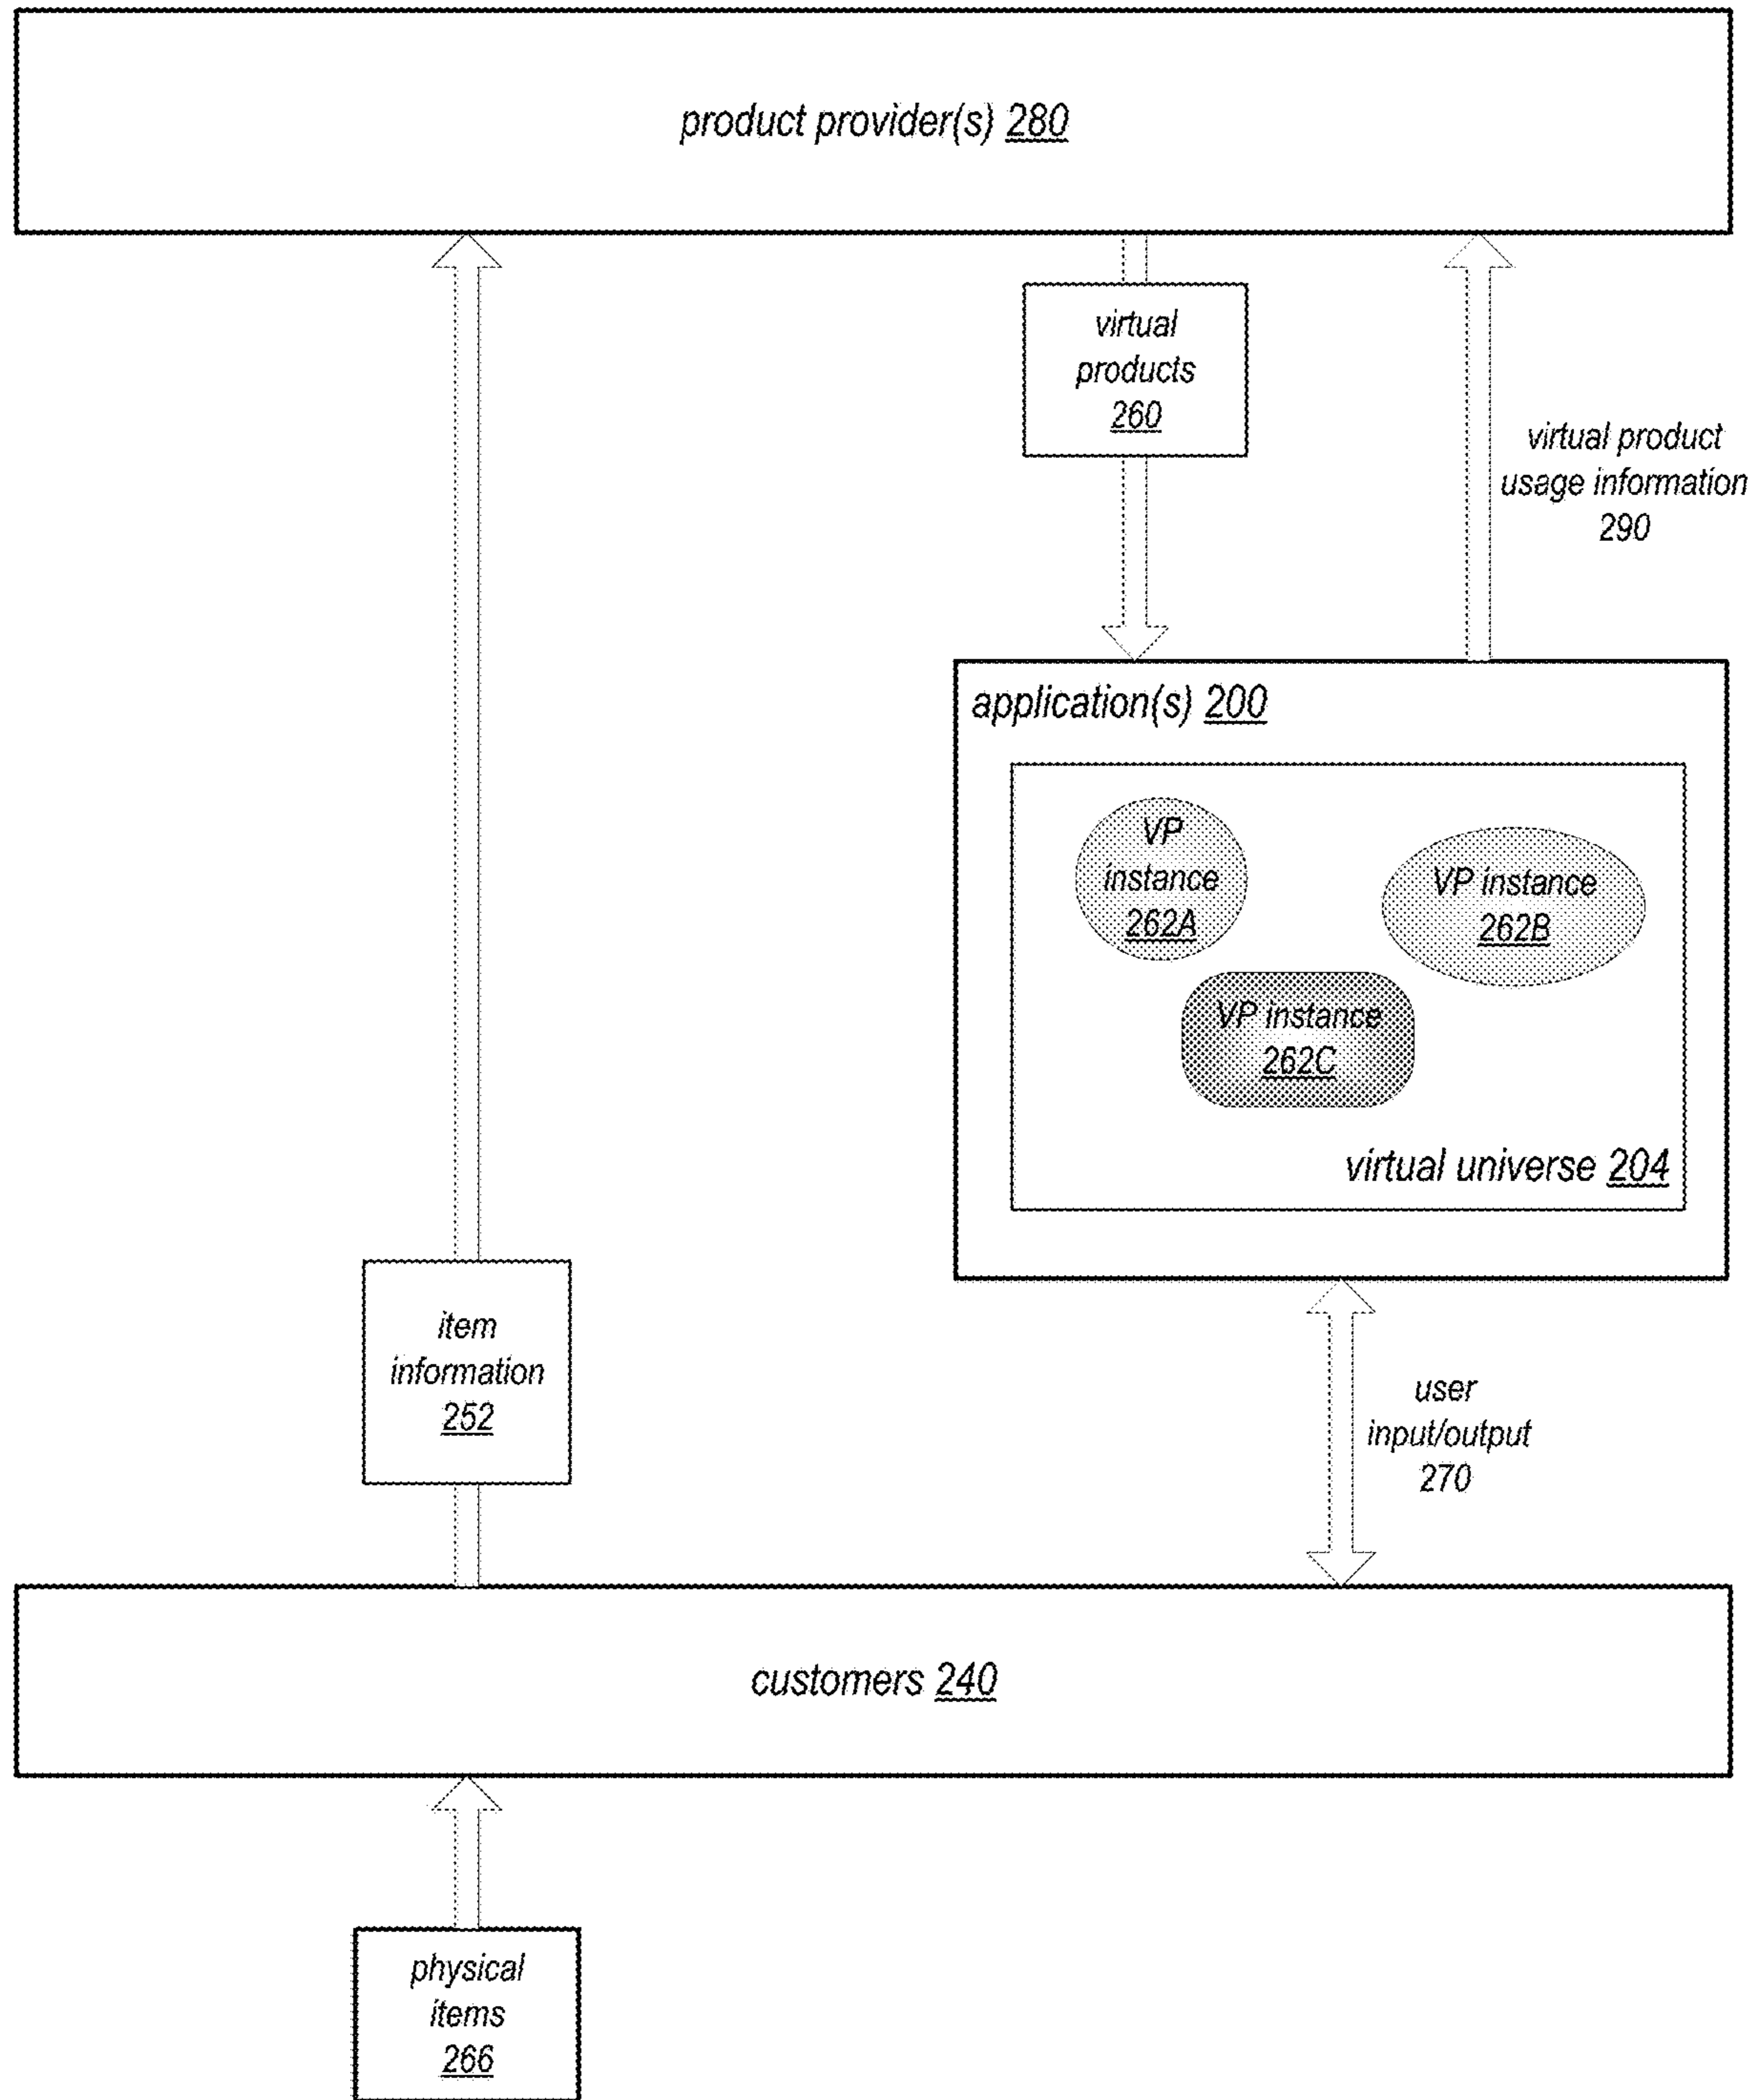 product provider(s) 280
virtual
products
260
virtual product
usage information
290
application(s) 200
VP
instance
262A
VP instance
262B
VP instance
262C
virtual universe 204
item
information
252
user
input/output
270
customers 240
physical
items
266